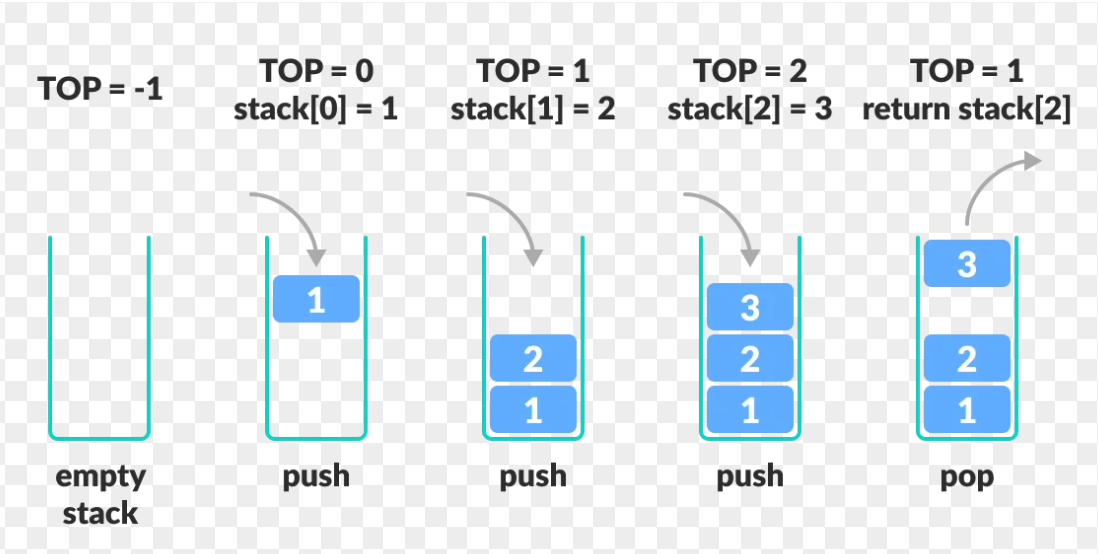 TOP = -1
TOP = 0
stack[0] = 1
TOP = 1
stack[1] = 2
TOP = 2
stack[2] = 3
TOP = 1
return stack[2]
1
2
1
3
2
1
3
2
1
empty
stack
push
push
push
pop